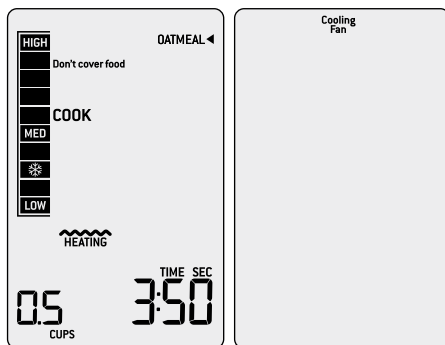 HIGH
OATMEAL
Don't cover food
COOK
MED
LOW
HEATING
TIME SEC
0.5
3:50
CUPS
Cooling
Fan